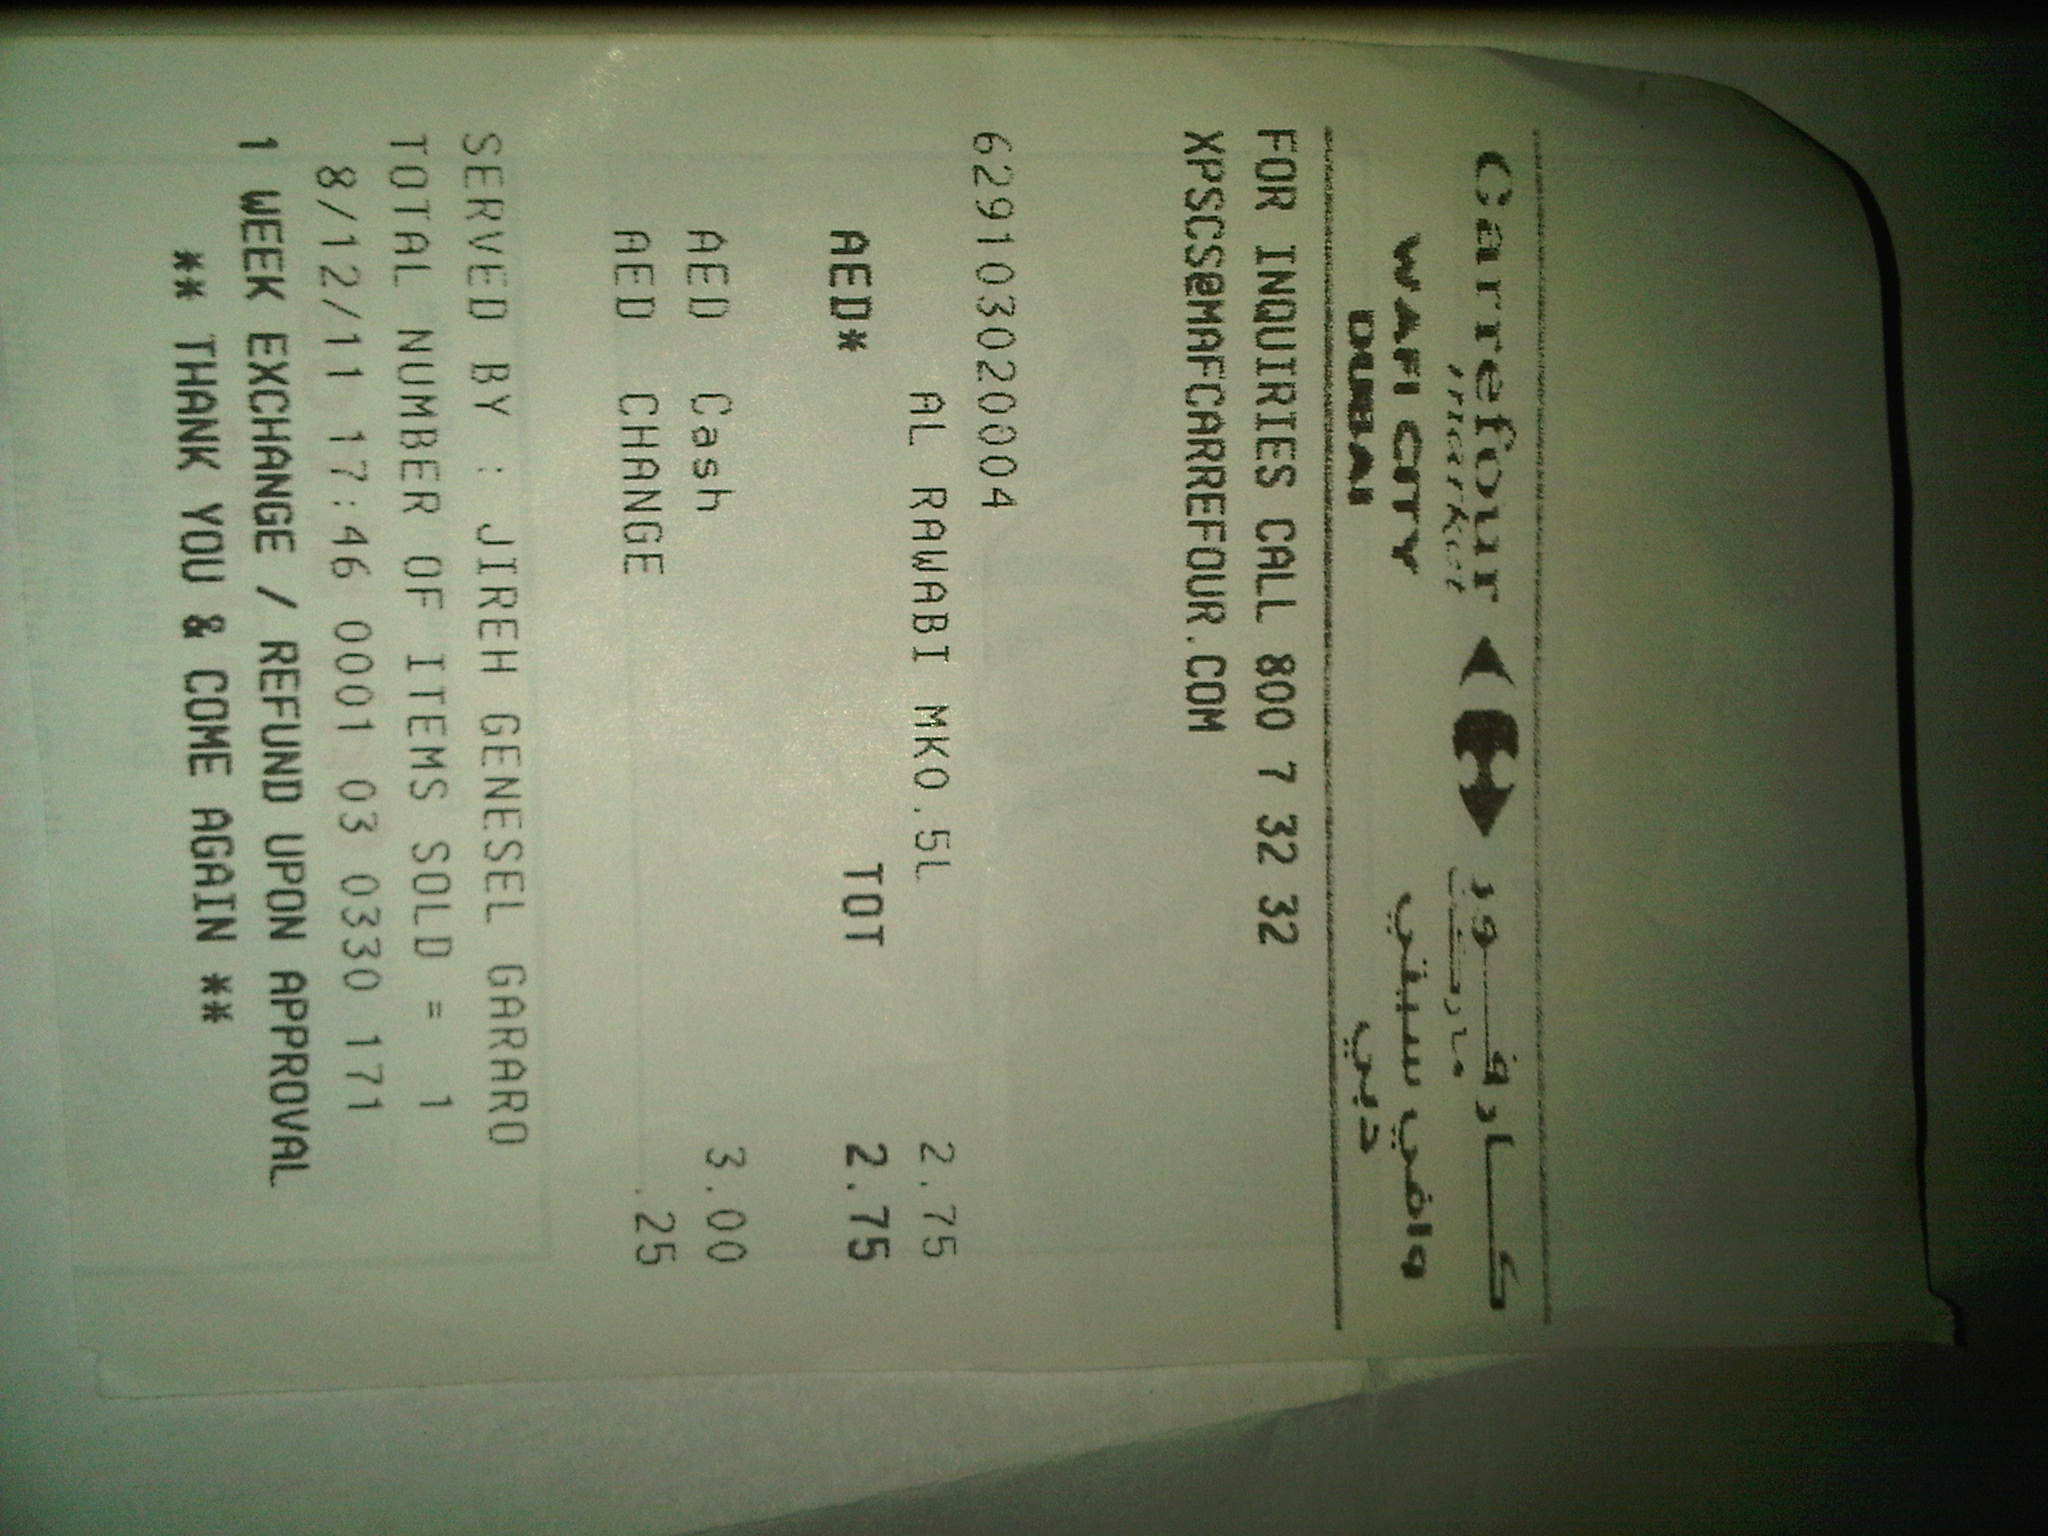 Carrefour كارفور
market ماركت
WAFI CITY وافي سيتي
DUBAI دبي
FOR INQUIRIES CALL 800 7 32 32
XPSCS@MAFCARREFOUR.COM
6291030200004
AL RAWABI MK0.5L 2.75
AED* TOT 2.75
AED Cash 3.00
AED CHANGE .25
SERVED BY : JIREH GENESEL GARARO
TOTAL NUMBER OF ITEMS SOLD = 1
8/12/11 17:46 0001 03 0330 171
1 WEEK EXCHANGE / REFUND UPON APPROVAL
** THANK YOU & COME AGAIN **